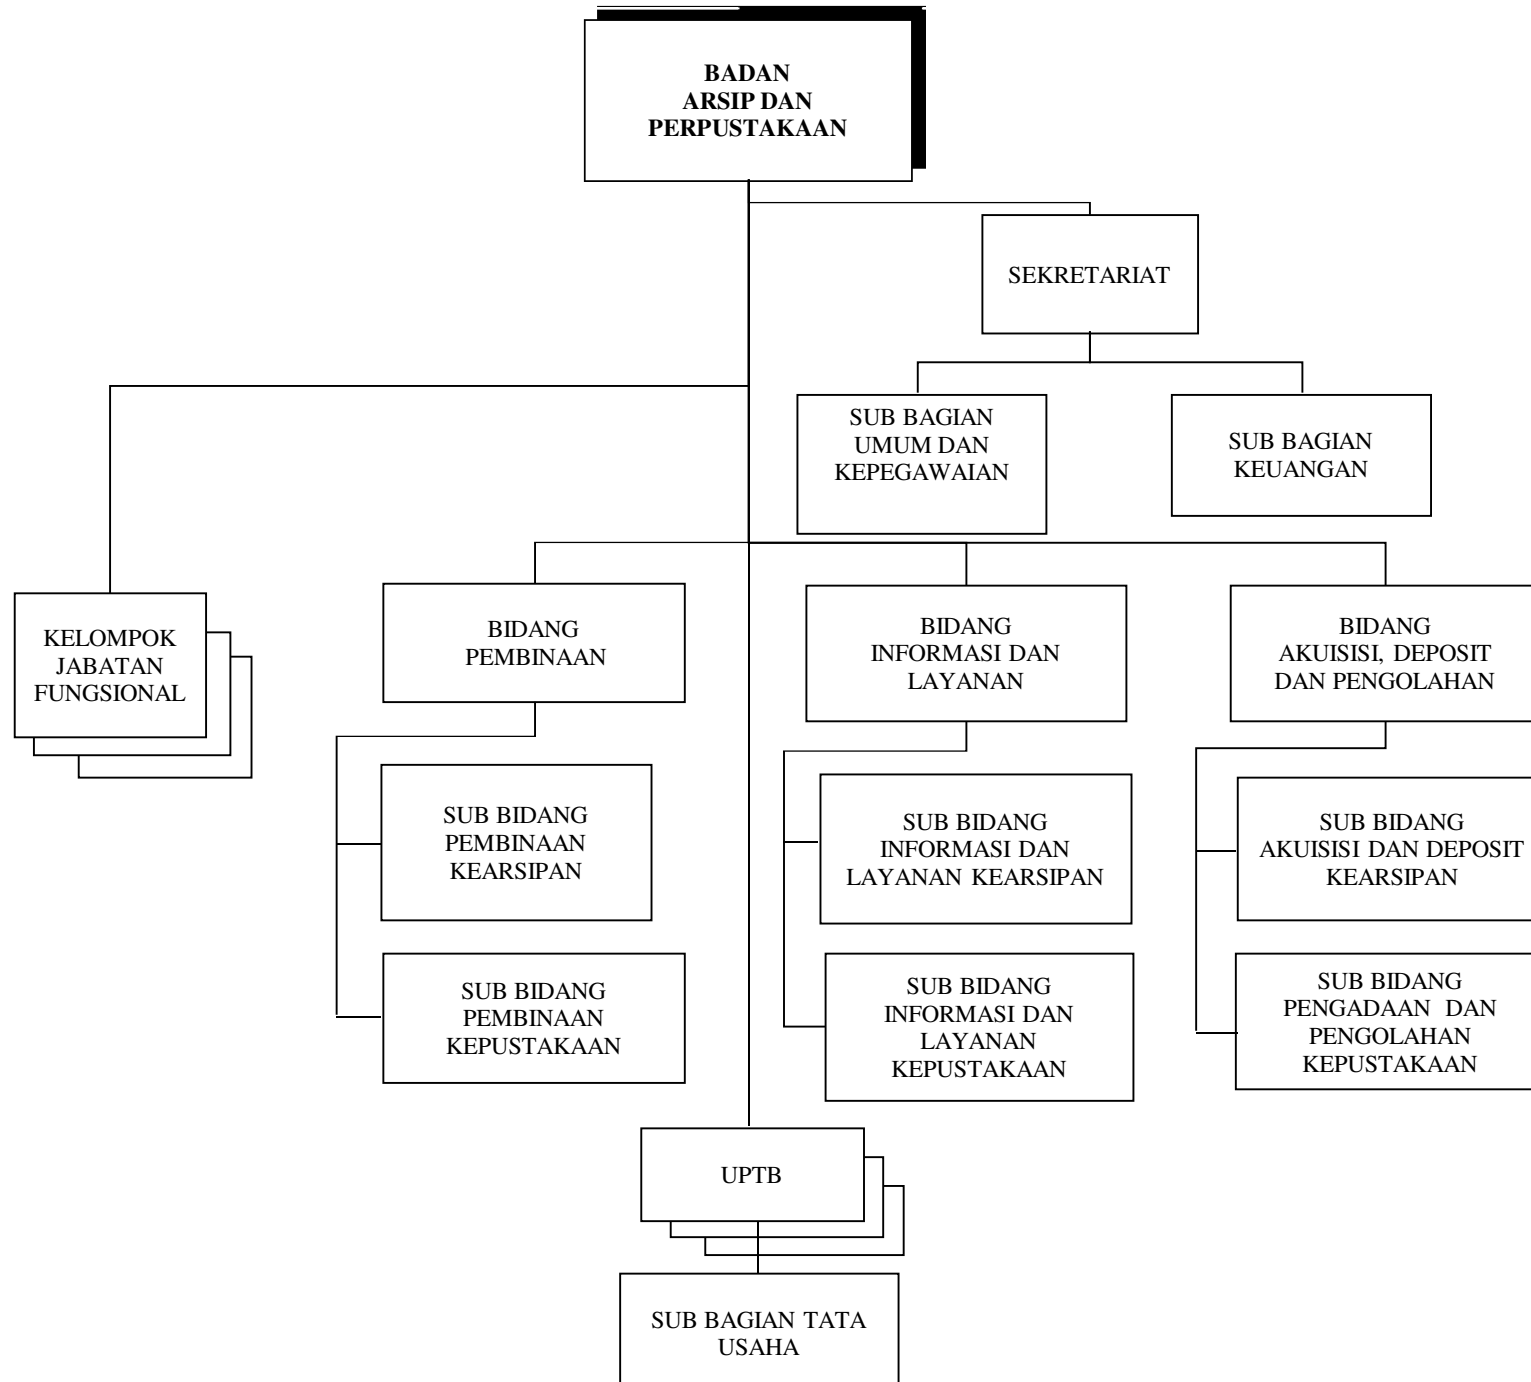 BADAN
ARSIP DAN
PERPUSTAKAAN
SEKRETARIAT
SUB BAGIAN
UMUM DAN
KEPEGAWAIAN
SUB BAGIAN
KEUANGAN
KELOMPOK
JABATAN
FUNGSIONAL
BIDANG
PEMBINAAN
BIDANG
INFORMASI DAN
LAYANAN
BIDANG
AKUISISI, DEPOSIT
DAN PENGOLAHAN
SUB BIDANG
PEMBINAAN
KEARSIPAN
SUB BIDANG
INFORMASI DAN
LAYANAN KEARSIPAN
SUB BIDANG
AKUISISI DAN DEPOSIT
KEARSIPAN
SUB BIDANG
PEMBINAAN
KEPUSTAKAAN
SUB BIDANG
INFORMASI DAN
LAYANAN
KEPUSTAKAAN
SUB BIDANG
PENGADAAN DAN
PENGOLAHAN
KEPUSTAKAAN
UPTB
SUB BAGIAN TATA
USAHA